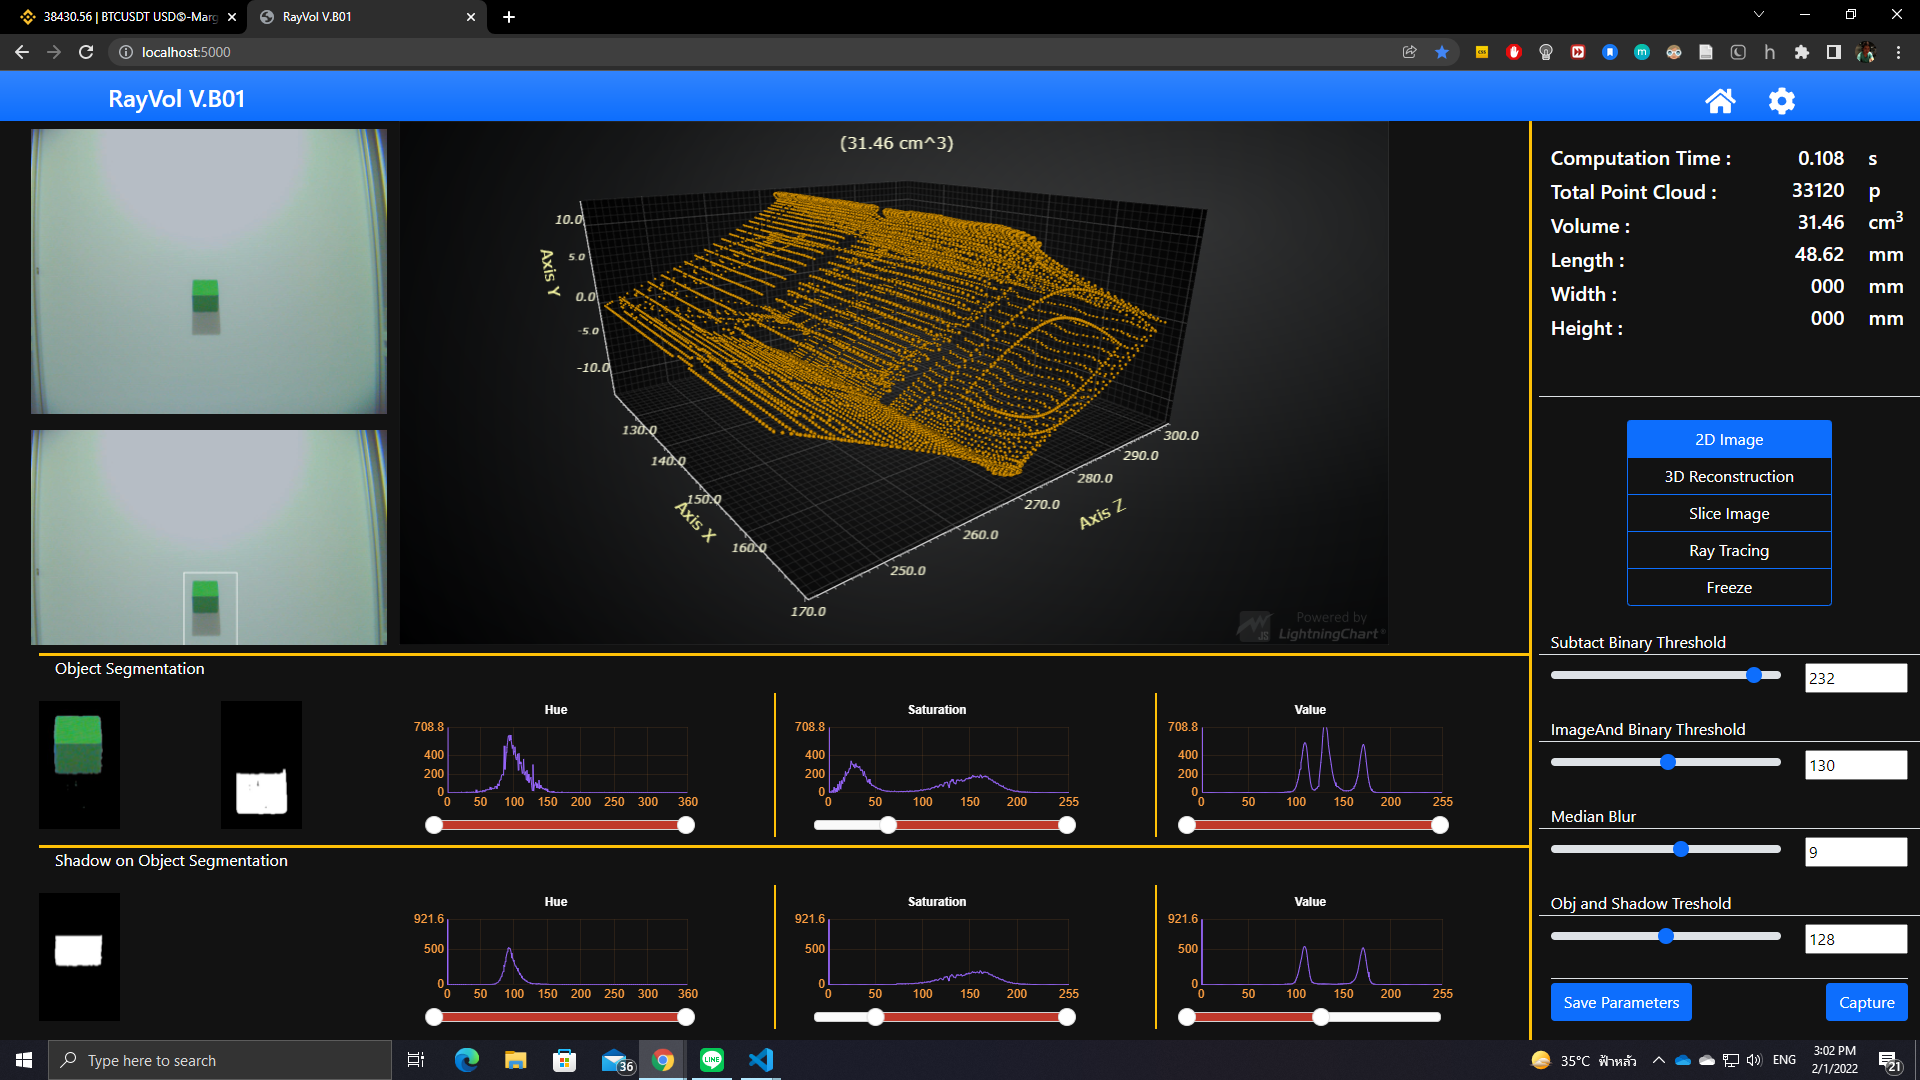 38430.56 | BTCUSDT USDⓈ-Marg
RayVol V.B01
localhost:5000
RayVol V.B01
(31.46 cm^3)
Axis Y
10.0
5.0
0.0
-5.0
-10.0
130.0
140.0
150.0
160.0
170.0
Axis X
250.0
260.0
270.0
280.0
290.0
300.0
Axis Z
Powered by
JS LightningChart®
Computation Time : 0.108 s
Total Point Cloud : 33120 p
Volume : 31.46 cm3
Length : 48.62 mm
Width : 000 mm
Height : 000 mm
2D Image
3D Reconstruction
Slice Image
Ray Tracing
Freeze
Subtact Binary Threshold
232
ImageAnd Binary Threshold
130
Median Blur
9
Obj and Shadow Treshold
128
Save Parameters Capture
Object Segmentation
Hue
708.8
400
200
0
0 50 100 150 200 250 300 360
Saturation
708.8
400
200
0
0 50 100 150 200 255
Value
708.8
400
200
0
0 50 100 150 200 255
Shadow on Object Segmentation
Hue
921.6
500
0
0 50 100 150 200 250 300 360
Saturation
921.6
500
0
0 50 100 150 200 255
Value
921.6
500
0
0 50 100 150 200 255
Type here to search
36
LINE
35°C ฟ้าหลัว
ENG
3:02 PM
2/1/2022
21